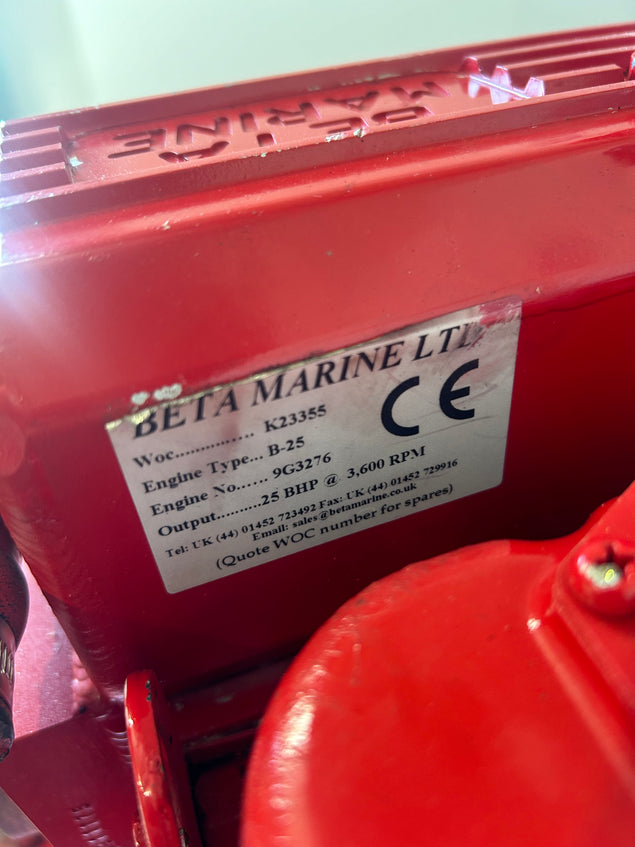 BETA
MARINE
BETA MARINE LTD
CE
Woc................ K23355
Engine Type... B-25
Engine No...... 9G3276
Output..........25 BHP @ 3,600 RPM
Tel: UK (44) 01452 723492 Fax: UK (44) 01452 729916
Email: sales@betamarine.co.uk
(Quote WOC number for spares)